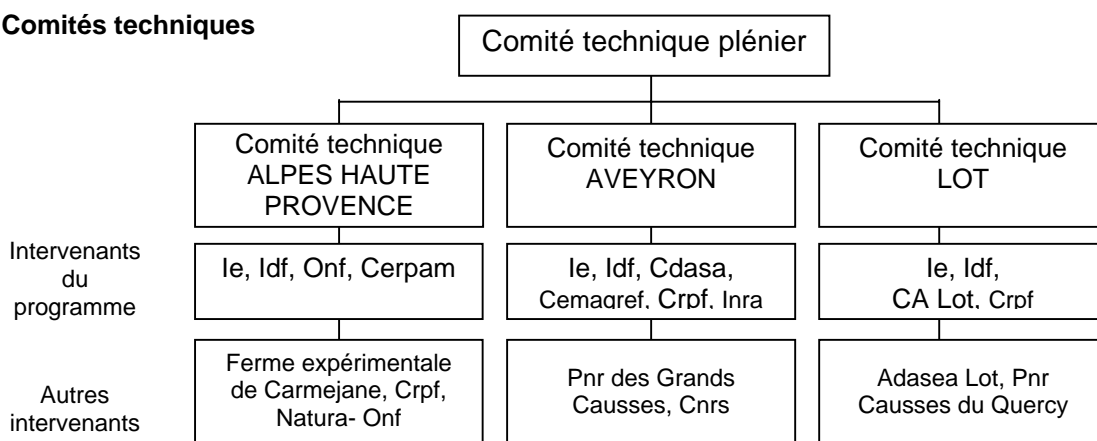 Comités techniques
Comité technique plénier
Comité technique
ALPES HAUTE
PROVENCE
Comité technique
AVEYRON
Comité technique
LOT
Intervenants
du
programme
Ie, Idf, Onf, Cerpam
Ie, Idf, Cdasa,
Cemagref, Crpf, Inra
Ie, Idf,
CA Lot, Crpf
Autres
intervenants
Ferme expérimentale
de Carmejane, Crpf,
Natura- Onf
Pnr des Grands
Causses, Cnrs
Adasea Lot, Pnr
Causses du Quercy